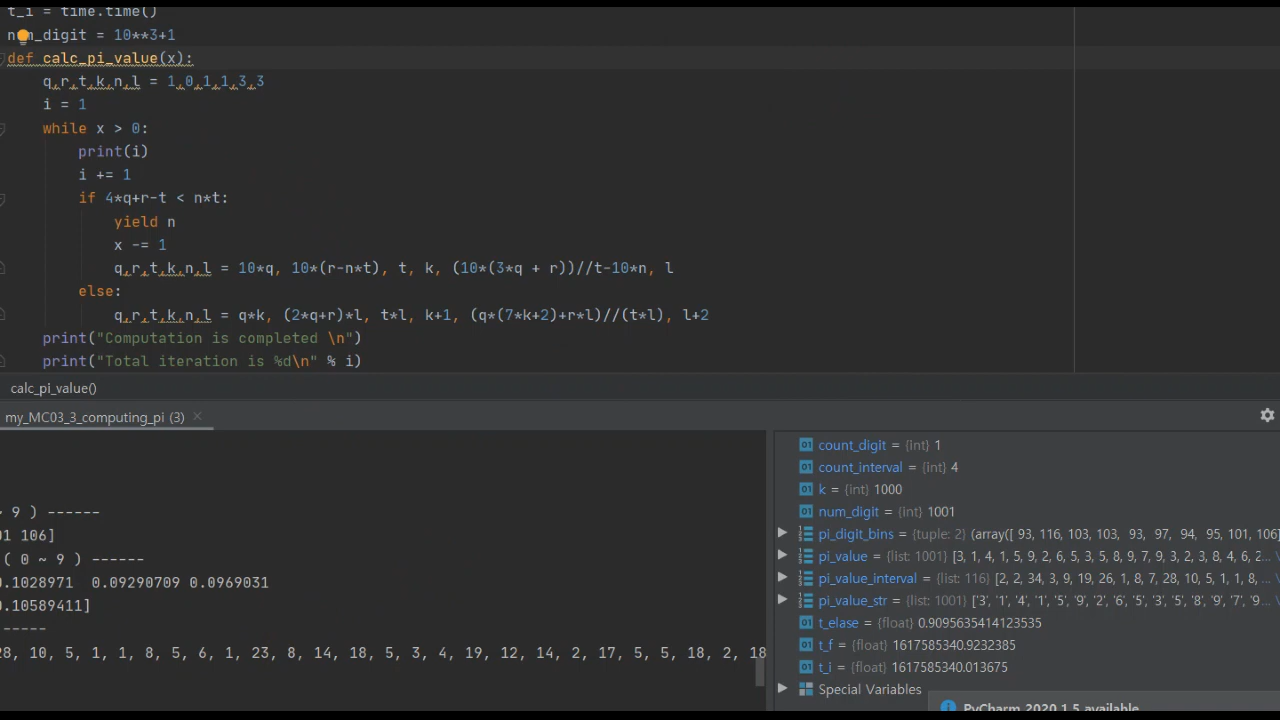 t_i = time.time()
num_digit = 10**3+1
def calc_pi_value(x):
q,r,t,k,n,l = 1,0,1,1,3,3
i = 1
while x > 0:
print(i)
i += 1
if 4*q+r-t < n*t:
yield n
x -= 1
q,r,t,k,n,l = 10*q, 10*(r-n*t), t, k, (10*(3*q + r))//t-10*n, l
else:
q,r,t,k,n,l = q*k, (2*q+r)*l, t*l, k+1, (q*(7*k+2)+r*l)//(t*l), l+2
print("Computation is completed \n")
print("Total iteration is %d\n" % i)
calc_pi_value()
my_MC03_3_computing_pi (3)
~ 9 ) ------
01 106]
( 0 ~ 9 ) ------
0.1028971  0.09290709 0.0969031
0.10589411]
-----
28, 10, 5, 1, 1, 8, 5, 6, 1, 23, 8, 14, 18, 5, 3, 4, 19, 12, 14, 2, 17, 5, 5, 18, 2, 18
count_digit = {int} 1
count_interval = {int} 4
k = {int} 1000
num_digit = {int} 1001
pi_digit_bins = {tuple: 2} (array([ 93, 116, 103, 103,  93,  97,  94,  95, 101, 106]
pi_value = {list: 1001} [3, 1, 4, 1, 5, 9, 2, 6, 5, 3, 5, 8, 9, 7, 9, 3, 2, 3, 8, 4, 6, 2...
pi_value_interval = {list: 116} [2, 2, 34, 3, 9, 19, 26, 1, 8, 7, 28, 10, 5, 1, 1, 8, ...
pi_value_str = {list: 1001} ['3', '1', '4', '1', '5', '9', '2', '6', '5', '3', '5', '8', '9', '7', '9...
t_elase = {float} 0.9095635414123535
t_f = {float} 1617585340.9232385
t_i = {float} 1617585340.013675
Special Variables
PyCharm 2020.1.5 available